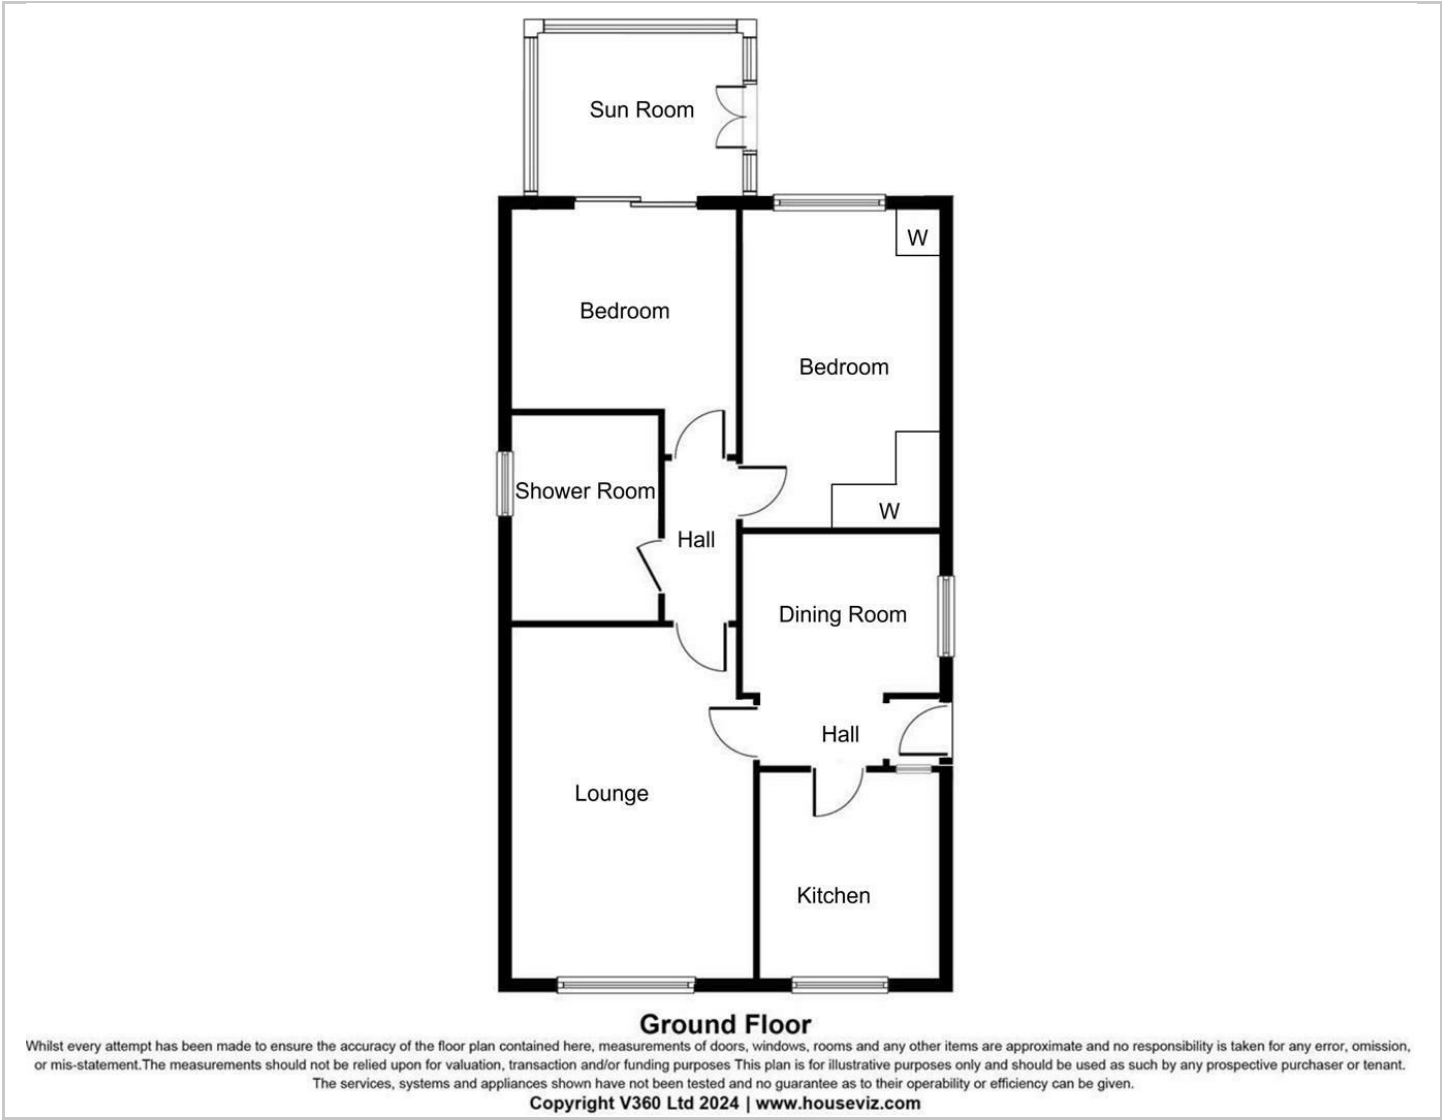 Sun Room
W
Bedroom
Bedroom
Shower Room
W
Hall
Dining Room
Hall
Lounge
Kitchen
Ground Floor
Whilst every attempt has been made to ensure the accuracy of the floor plan contained here, measurements of doors, windows, rooms and any other items are approximate and no responsibility is taken for any error, omission,
or mis-statement.The measurements should not be relied upon for valuation, transaction and/or funding purposes This plan is for illustrative purposes only and should be used as such by any prospective purchaser or tenant.
The services, systems and appliances shown have not been tested and no guarantee as to their operability or efficiency can be given.
Copyright V360 Ltd 2024 | www.houseviz.com